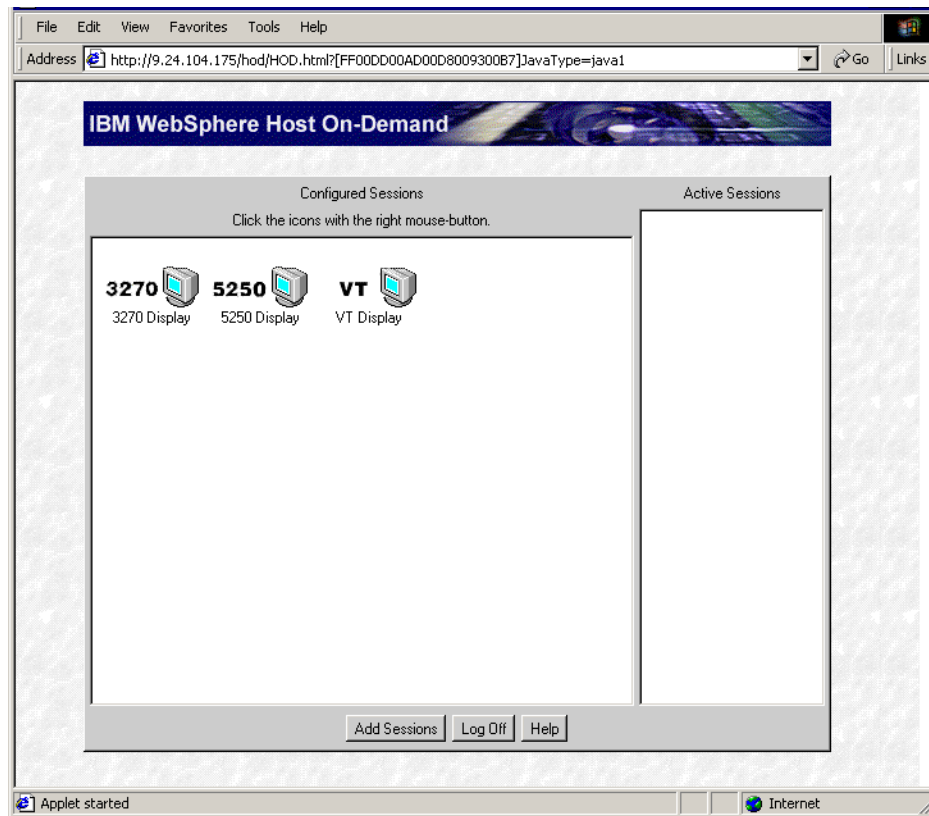 File Edit View Favorites Tools Help
Address http://9.24.104.175/hod/HOD.html?[FF00DD00AD00D8009300B7]JavaType=java1 Go Links
IBM WebSphere Host On-Demand
Configured Sessions
Click the icons with the right mouse-button.
Active Sessions
3270 5250 VT
3270 Display 5250 Display VT Display
Add Sessions Log Off Help
Applet started Internet